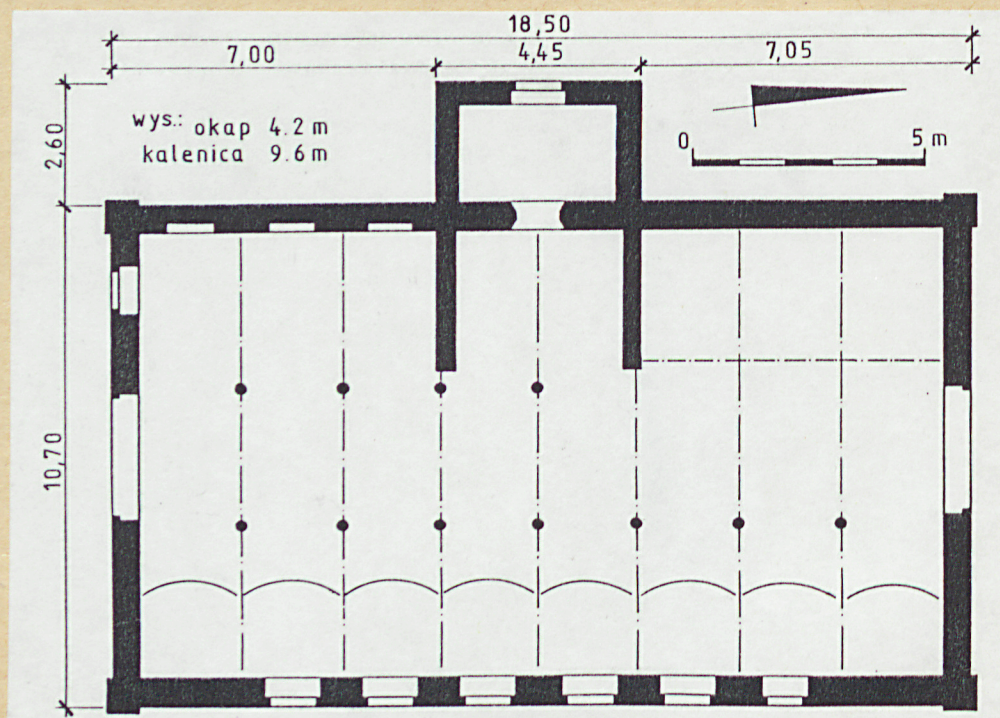 18,50
7,00 4,45 7,05
wys.: okap 4.2 m
kalenica 9.6 m
0 5 m
2,60
10,70